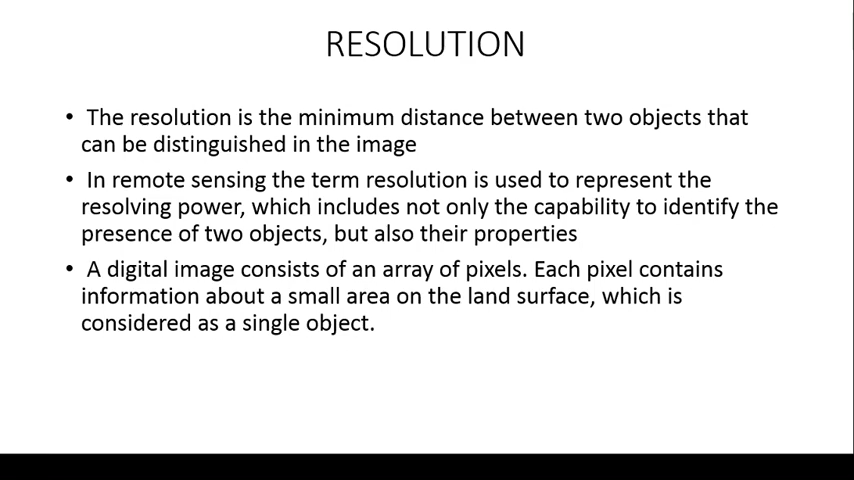 RESOLUTION
• The resolution is the minimum distance between two objects that
can be distinguished in the image
• In remote sensing the term resolution is used to represent the
resolving power, which includes not only the capability to identify the
presence of two objects, but also their properties
• A digital image consists of an array of pixels. Each pixel contains
information about a small area on the land surface, which is
considered as a single object.